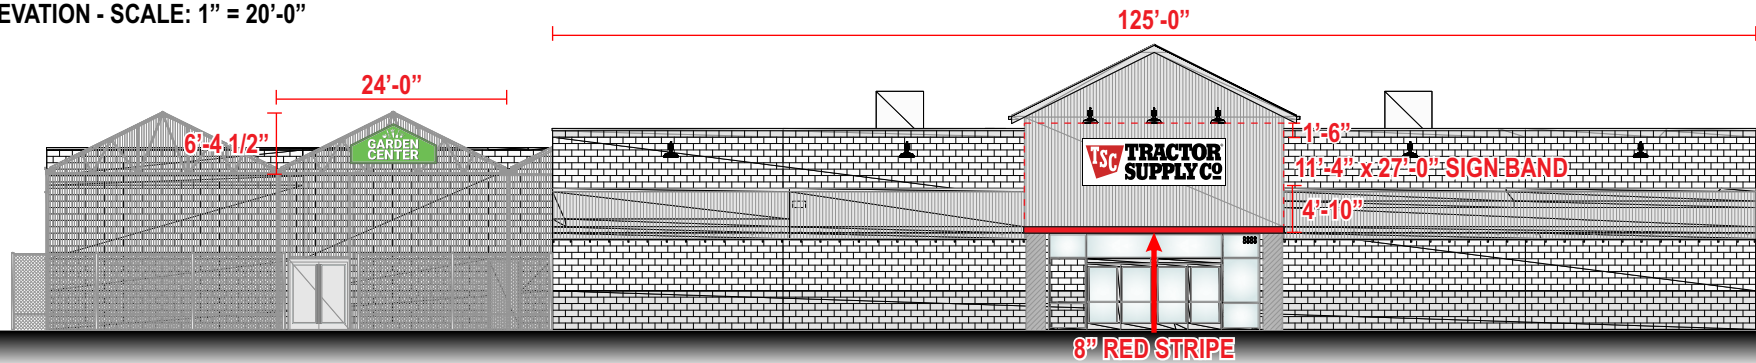 EVATION - SCALE: 1” = 20’-0”
125’-0”
24’-0”
6’-4 1/2”
GARDEN
CENTER
1’-6”
TSC TRACTOR
SUPPLY CO
11’-4” x 27’-0” SIGN BAND
4’-10”
8888
8” RED STRIPE